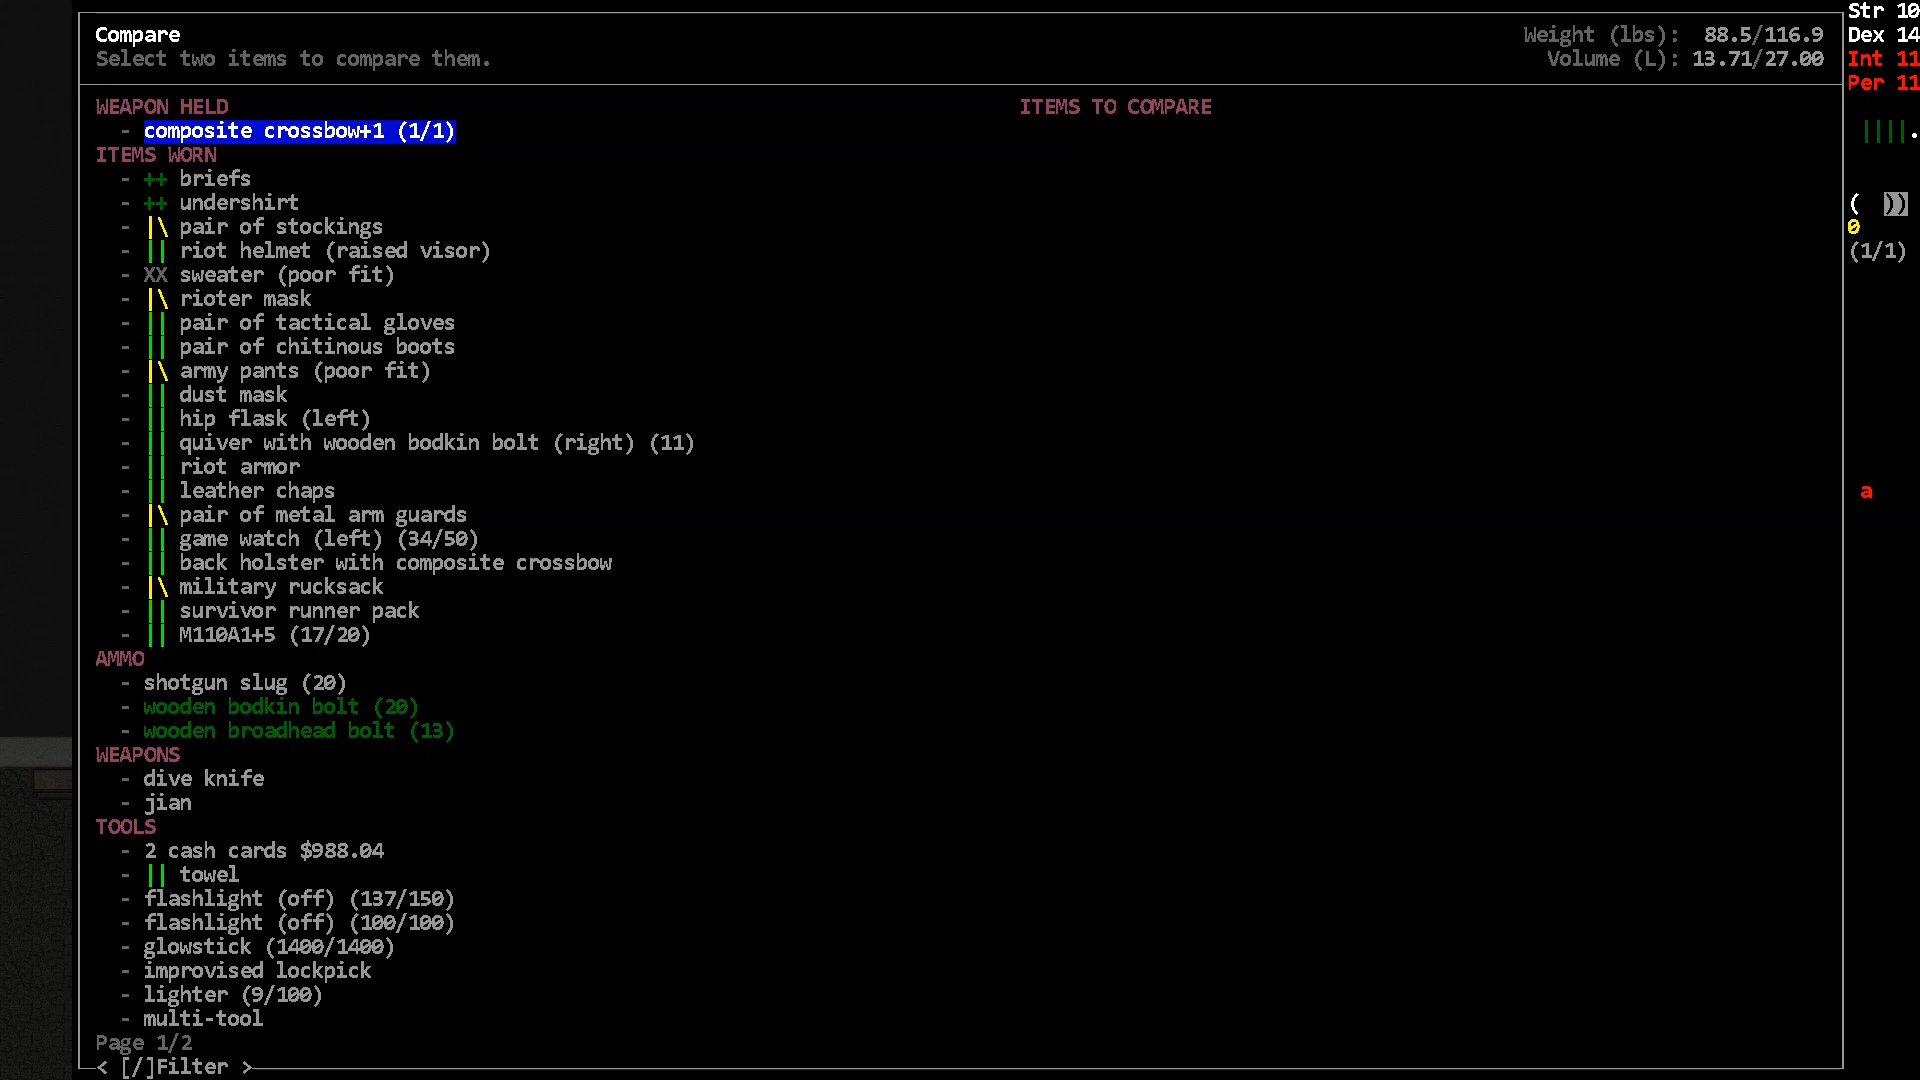 Compare
Select two items to compare them.
Weight (lbs): 88.5/116.9
Volume (L): 13.71/27.00
WEAPON HELD
- composite crossbow+1 (1/1)
ITEMS WORN
- ++ briefs
- ++ undershirt
- |\ pair of stockings
- || riot helmet (raised visor)
- XX sweater (poor fit)
- |\ rioter mask
- || pair of tactical gloves
- || pair of chitinous boots
- |\ army pants (poor fit)
- || dust mask
- || hip flask (left)
- || quiver with wooden bodkin bolt (right) (11)
- || riot armor
- || leather chaps
- |\ pair of metal arm guards
- || game watch (left) (34/50)
- || back holster with composite crossbow
- |\ military rucksack
- || survivor runner pack
- || M110A1+5 (17/20)
AMMO
- shotgun slug (20)
- wooden bodkin bolt (20)
- wooden broadhead bolt (13)
WEAPONS
- dive knife
- jian
TOOLS
- 2 cash cards $988.04
- || towel
- flashlight (off) (137/150)
- flashlight (off) (100/100)
- glowstick (1400/1400)
- improvised lockpick
- lighter (9/100)
- multi-tool
Page 1/2
< [/]Filter >
ITEMS TO COMPARE
Str 10
Dex 14
Int 11
Per 11
||||.
( ))
0
(1/1)
a